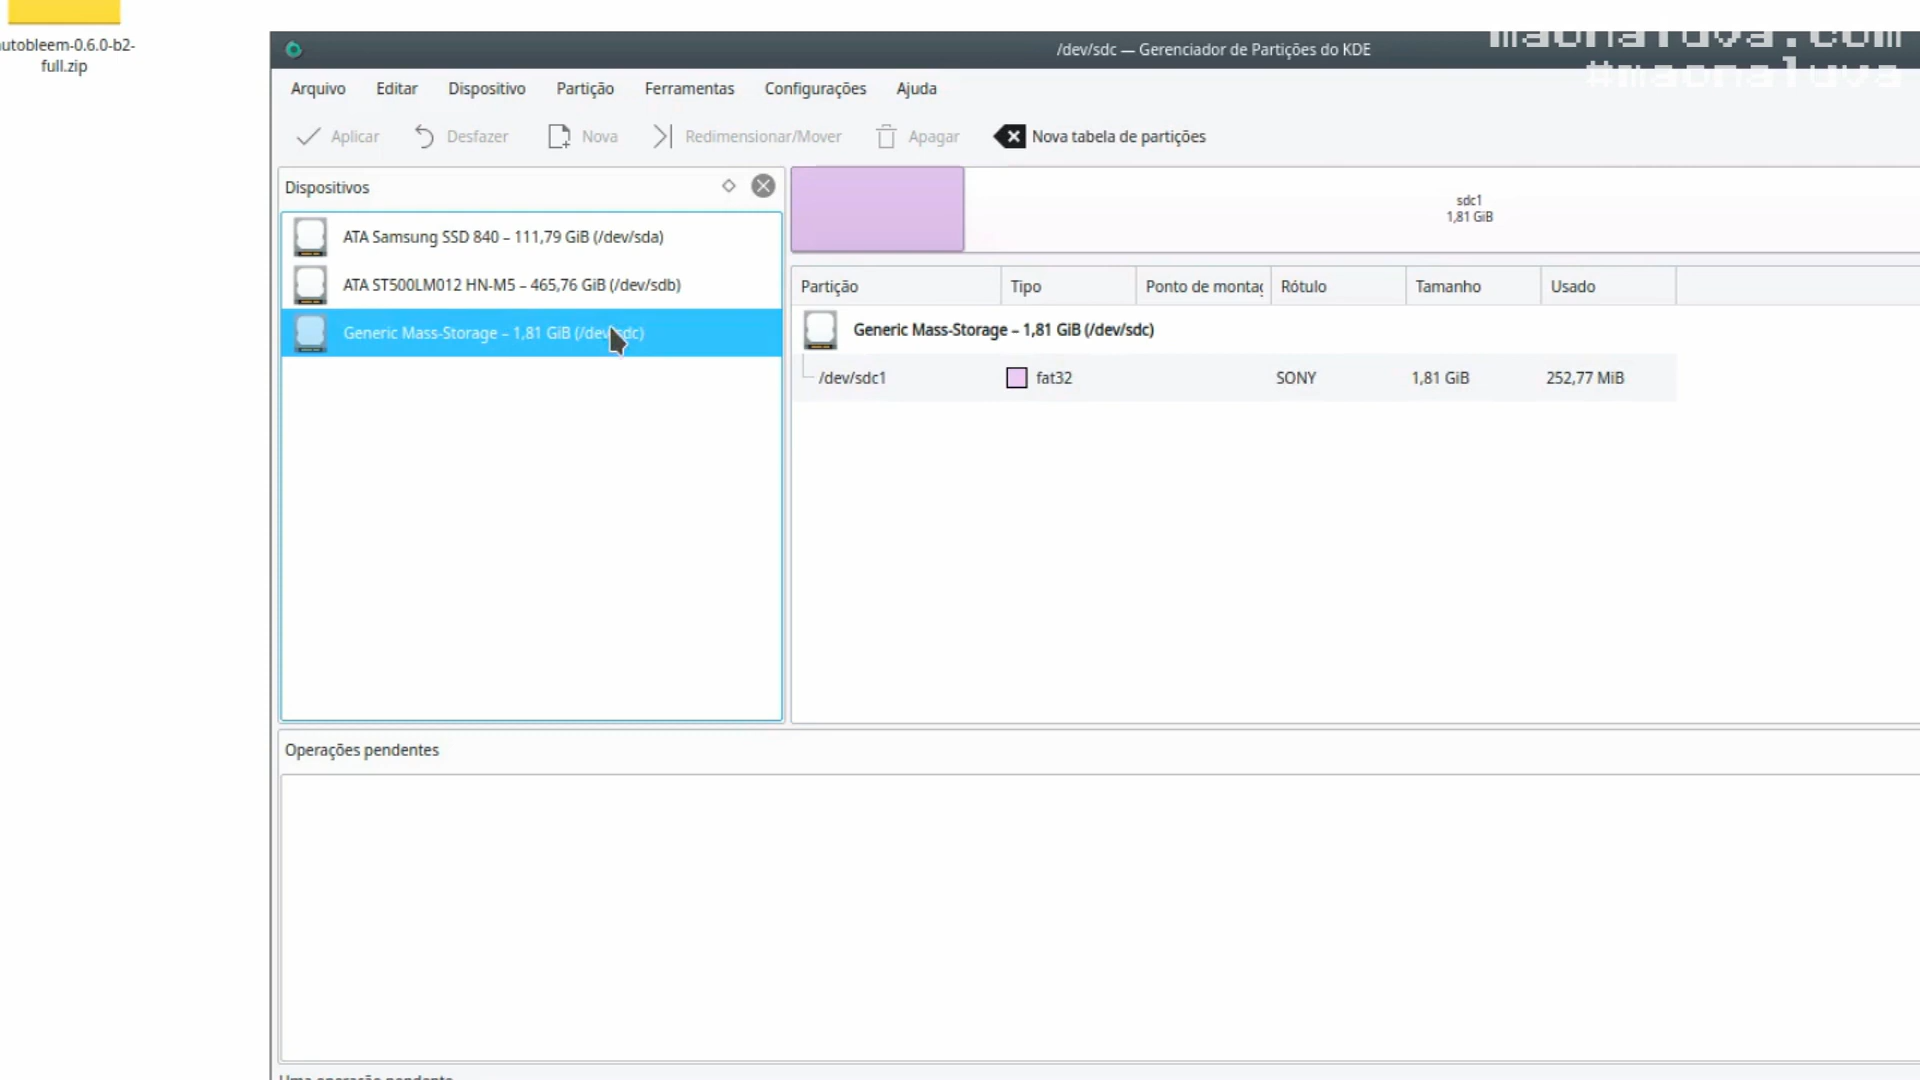 utobleem-0.6.0-b2-
full.zip
/dev/sdc — Gerenciador de Partições do KDE
maonaluva.com
#maonaluva
Arquivo Editar Dispositivo Partição Ferramentas Configurações Ajuda
Aplicar Desfazer Nova Redimensionar/Mover Apagar Nova tabela de partições
Dispositivos
ATA Samsung SSD 840 – 111,79 GiB (/dev/sda)
ATA ST500LM012 HN-M5 – 465,76 GiB (/dev/sdb)
Generic Mass-Storage – 1,81 GiB (/dev/sdc)
sdc1
1,81 GiB
Partição Tipo Ponto de montag Rótulo Tamanho Usado
Generic Mass-Storage – 1,81 GiB (/dev/sdc)
/dev/sdc1 fat32 SONY 1,81 GiB 252,77 MiB
Operações pendentes
Uma operação pendente